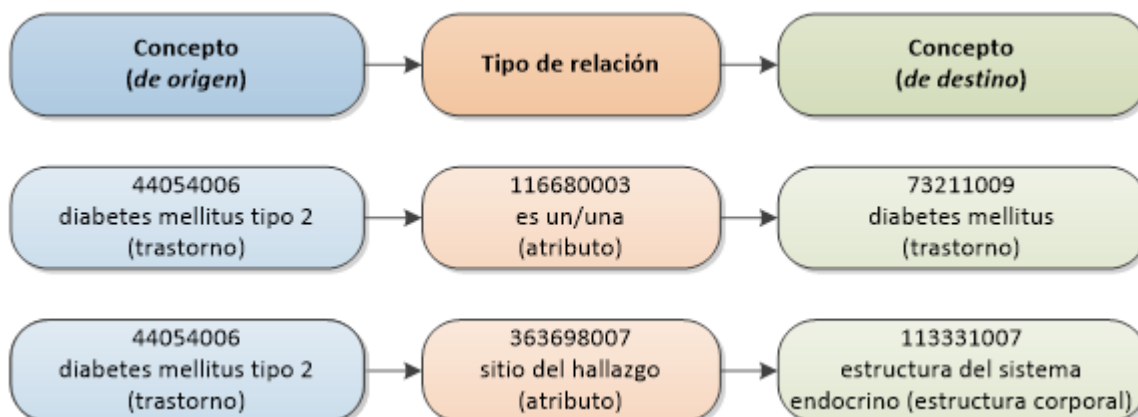 Concepto
(de origen)
Tipo de relación
Concepto
(de destino)
44054006
diabetes mellitus tipo 2
(trastorno)
116680003
es un/una
(atributo)
73211009
diabetes mellitus
(trastorno)
44054006
diabetes mellitus tipo 2
(trastorno)
363698007
sitio del hallazgo
(atributo)
113331007
estructura del sistema
endocrino (estructura corporal)